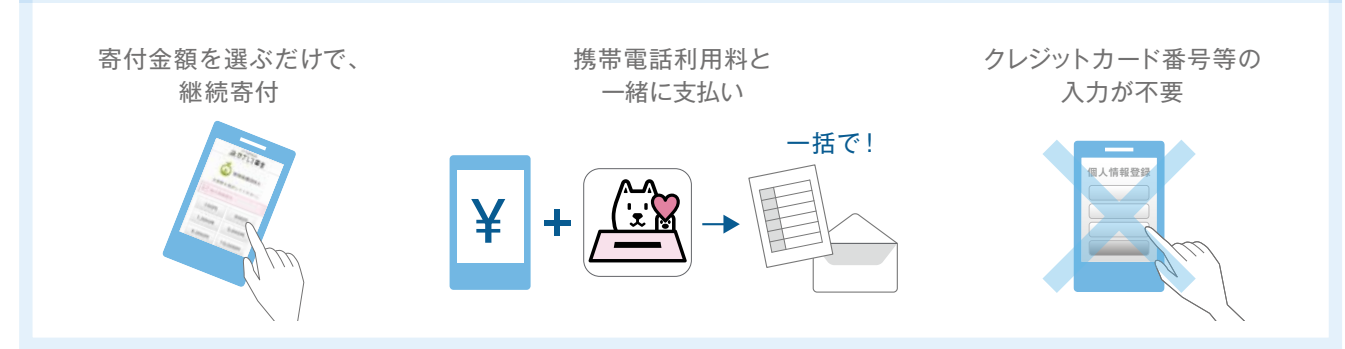 寄付金額を選ぶだけで、
継続寄付
携帯電話利用料と
一緒に支払い
一括で!
¥
クレジットカード番号等の
入力が不要
個人情報登録